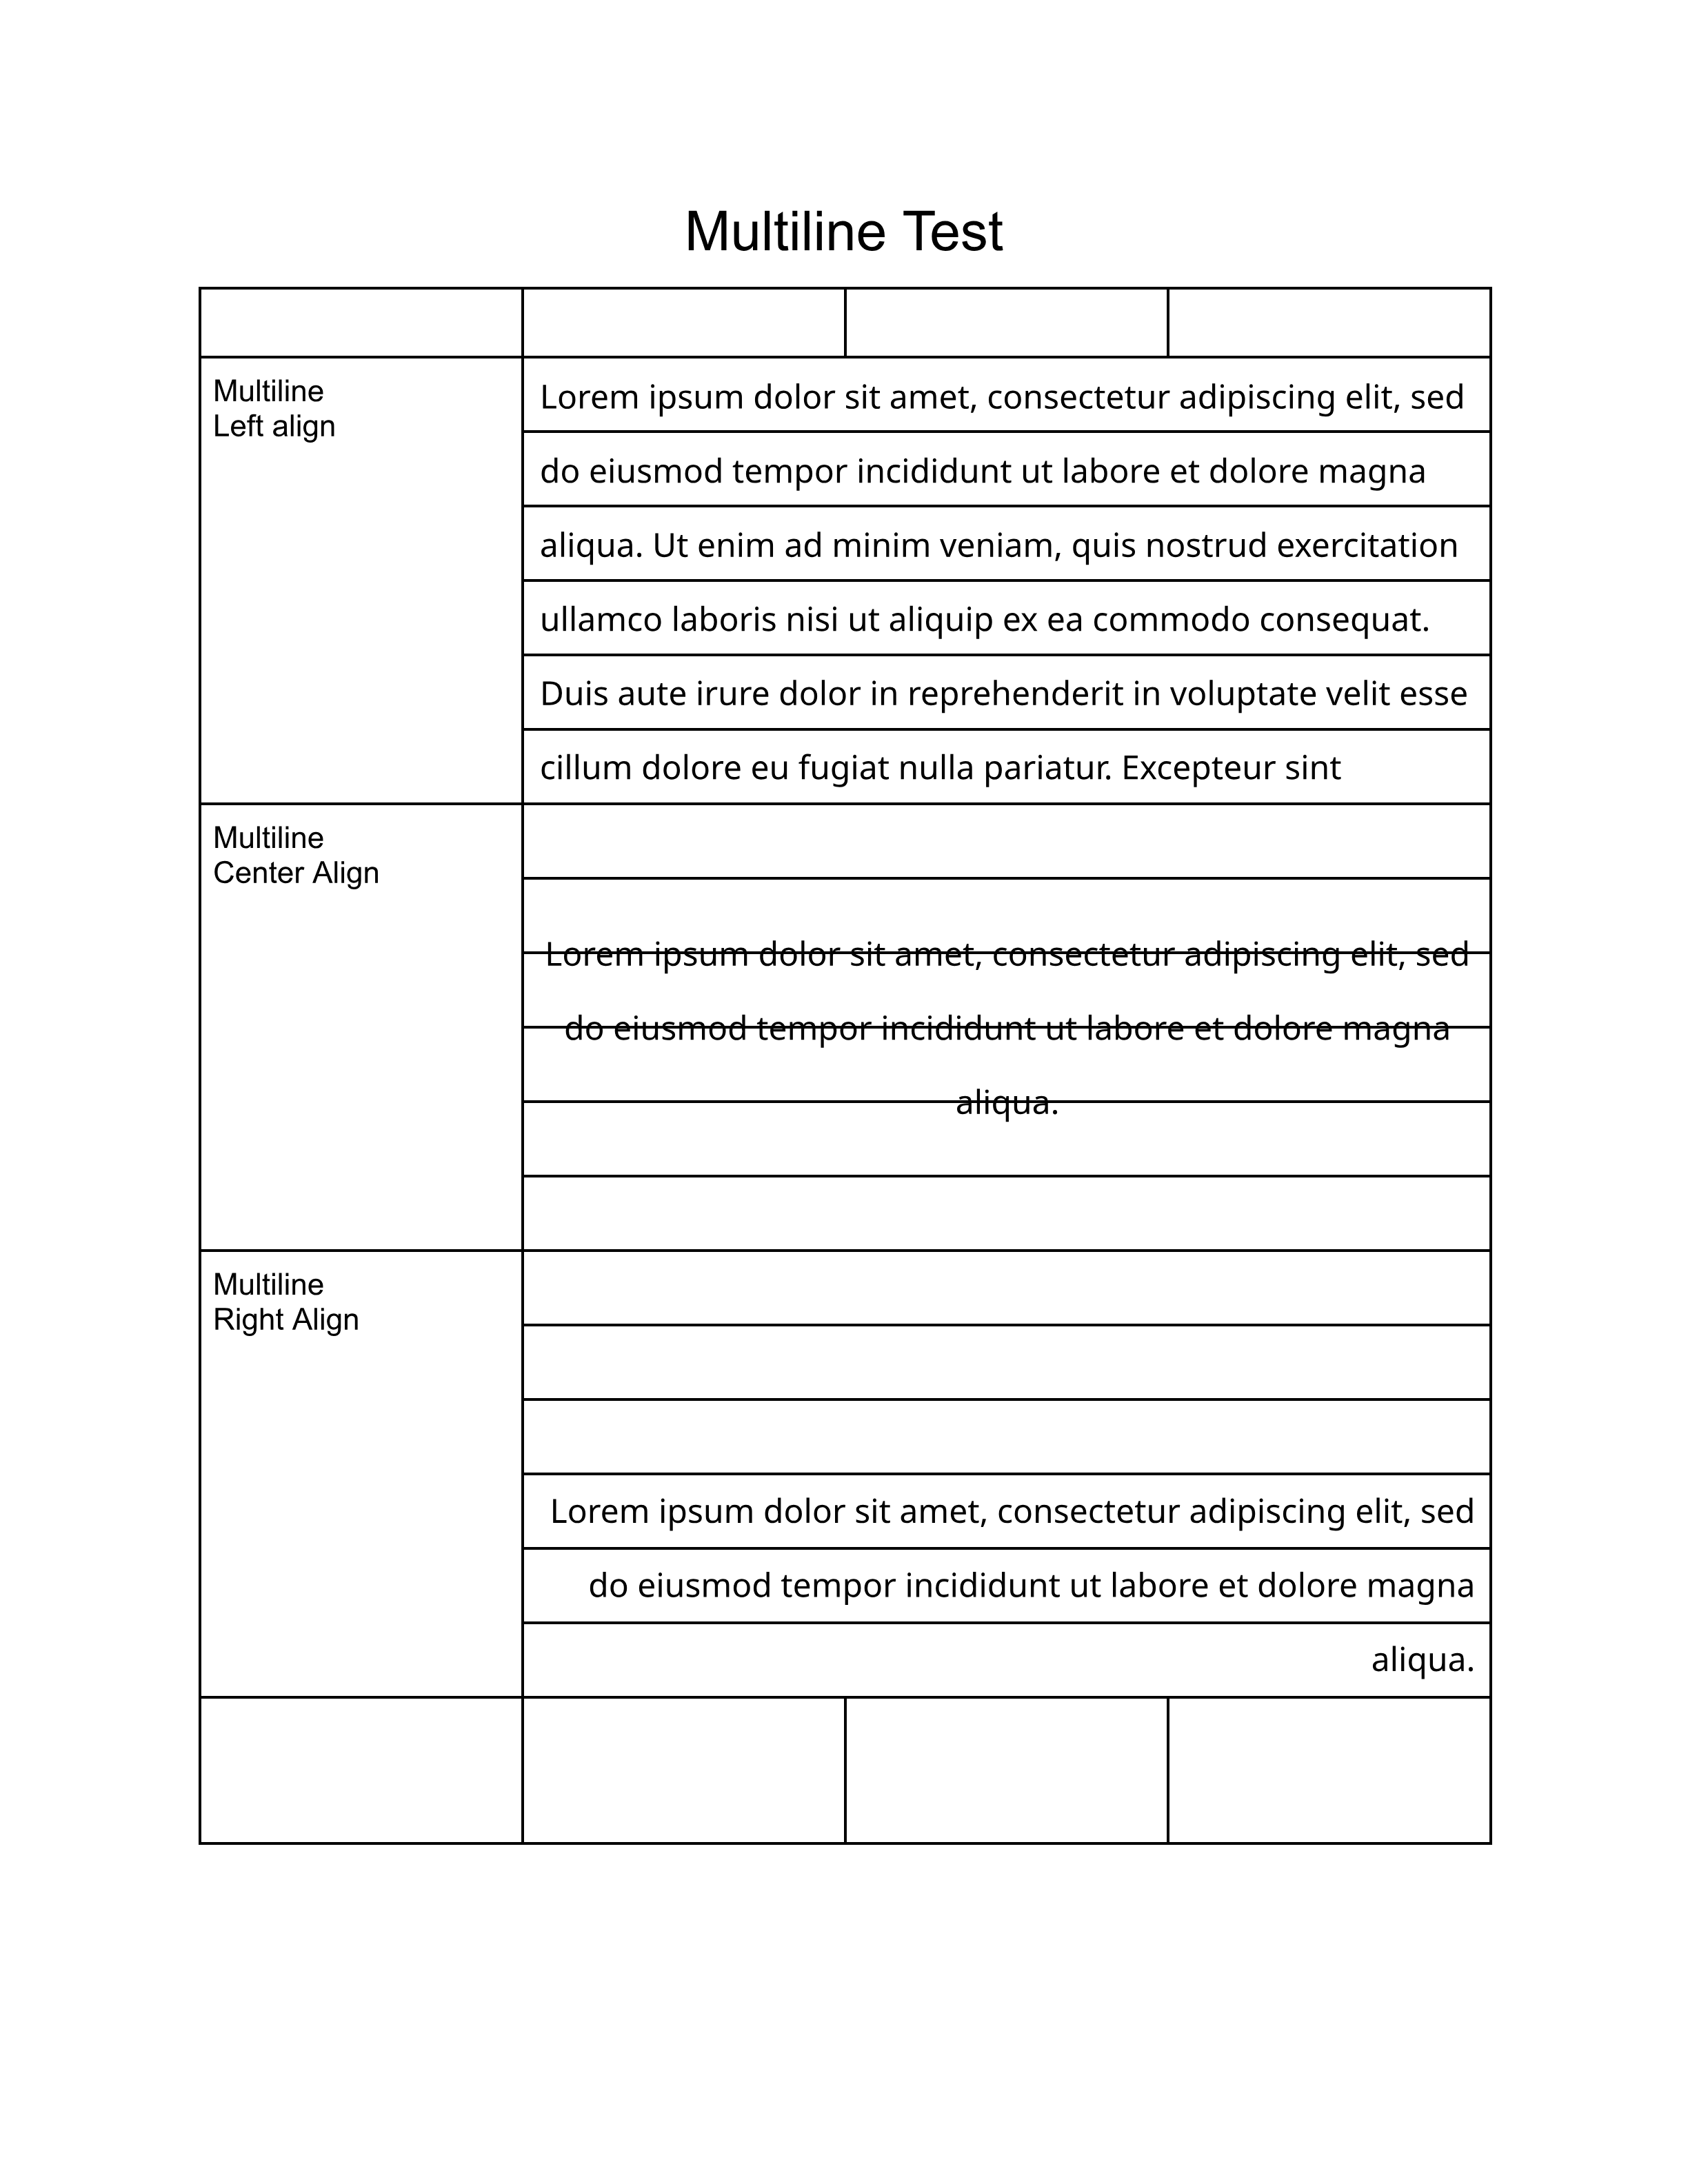 Multiline Test
Multiline
Left align
Lorem ipsum dolor sit amet, consectetur adipiscing elit, sed
do eiusmod tempor incididunt ut labore et dolore magna
aliqua. Ut enim ad minim veniam, quis nostrud exercitation
ullamco laboris nisi ut aliquip ex ea commodo consequat.
Duis aute irure dolor in reprehenderit in voluptate velit esse
cillum dolore eu fugiat nulla pariatur. Excepteur sint
Multiline
Center Align
Lorem ipsum dolor sit amet, consectetur adipiscing elit, sed
do eiusmod tempor incididunt ut labore et dolore magna
aliqua.
Multiline
Right Align
Lorem ipsum dolor sit amet, consectetur adipiscing elit, sed
do eiusmod tempor incididunt ut labore et dolore magna
aliqua.